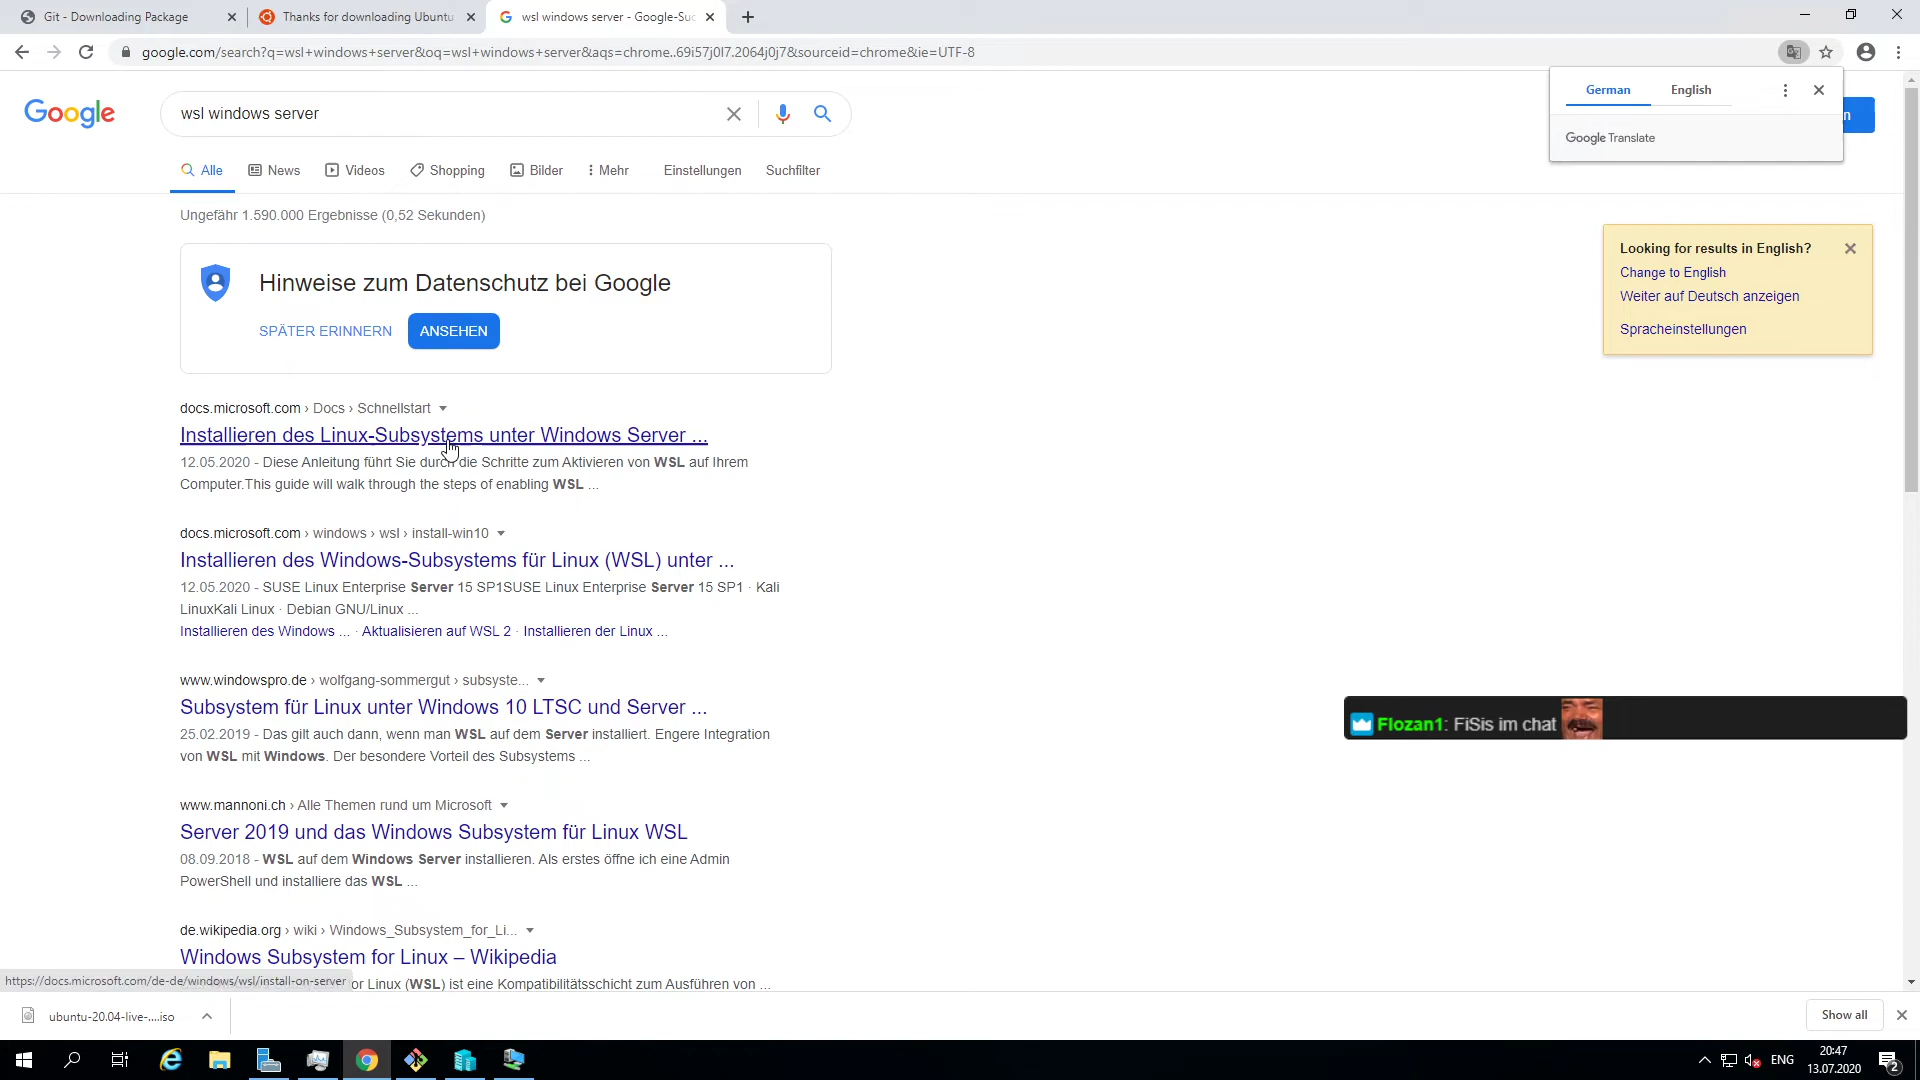 Git - Downloading Package
Thanks for downloading Ubuntu
wsl windows server - Google-Suc
google.com/search?q=wsl+windows+server&oq=wsl+windows+server&aqs=chrome..69i57j0l7.2064j0j7&sourceid=chrome&ie=UTF-8
German English
Google Translate
n
Google
wsl windows server
Alle News Videos Shopping Bilder Mehr Einstellungen Suchfilter
Ungefähr 1.590.000 Ergebnisse (0,52 Sekunden)
Hinweise zum Datenschutz bei Google
SPÄTER ERINNERN ANSEHEN
Looking for results in English?
Change to English
Weiter auf Deutsch anzeigen
Spracheinstellungen
docs.microsoft.com › Docs › Schnellstart
Installieren des Linux-Subsystems unter Windows Server ...
12.05.2020 - Diese Anleitung führt Sie durch die Schritte zum Aktivieren von WSL auf Ihrem
Computer.This guide will walk through the steps of enabling WSL ...
docs.microsoft.com › windows › wsl › install-win10
Installieren des Windows-Subsystems für Linux (WSL) unter ...
12.05.2020 - SUSE Linux Enterprise Server 15 SP1SUSE Linux Enterprise Server 15 SP1 · Kali
LinuxKali Linux · Debian GNU/Linux ...
Installieren des Windows ... · Aktualisieren auf WSL 2 · Installieren der Linux ...
www.windowspro.de › wolfgang-sommergut › subsyste...
Subsystem für Linux unter Windows 10 LTSC und Server ...
25.02.2019 - Das gilt auch dann, wenn man WSL auf dem Server installiert. Engere Integration
von WSL mit Windows. Der besondere Vorteil des Subsystems ...
Flozan1: FiSis im chat
www.mannoni.ch › Alle Themen rund um Microsoft
Server 2019 und das Windows Subsystem für Linux WSL
08.09.2018 - WSL auf dem Windows Server installieren. Als erstes öffne ich eine Admin
PowerShell und installiere das WSL ...
de.wikipedia.org › wiki › Windows_Subsystem_for_Li...
Windows Subsystem for Linux – Wikipedia
https://docs.microsoft.com/de-de/windows/wsl/install-on-server
or Linux (WSL) ist eine Kompatibilitätsschicht zum Ausführen von ...
ubuntu-20.04-live-....iso
Show all
ENG
20:47
13.07.2020
2